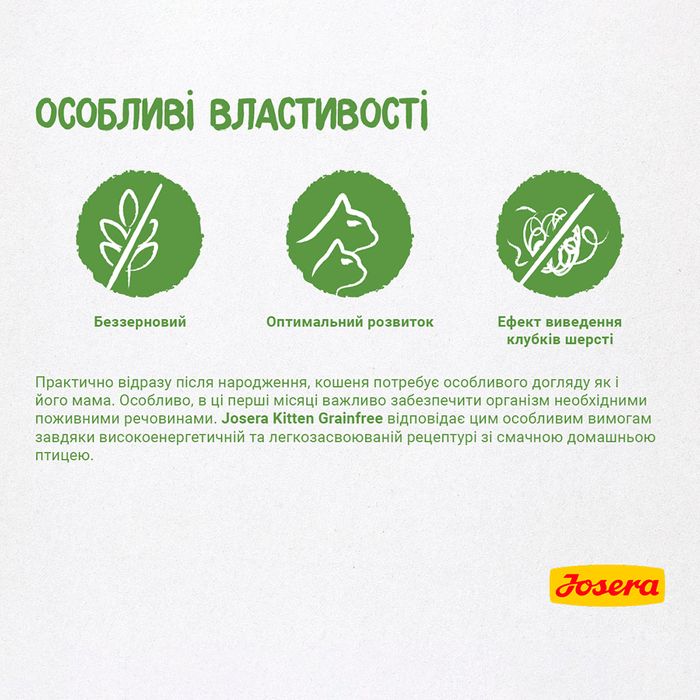 ОСОБЛИВІ ВЛАСТИВОСТІ
Беззерновий
Оптимальний розвиток
Ефект виведення
клубків шерсті
Практично відразу після народження, кошеня потребує особливого догляду як і
його мама. Особливо, в ці перші місяці важливо забезпечити організм необхідними
поживними речовинами. Josera Kitten Grainfree відповідає цим особливим вимогам
завдяки високоенергетичній та легкозасвоюваній рецептурі зі смачною домашньою
птицею.
Josera